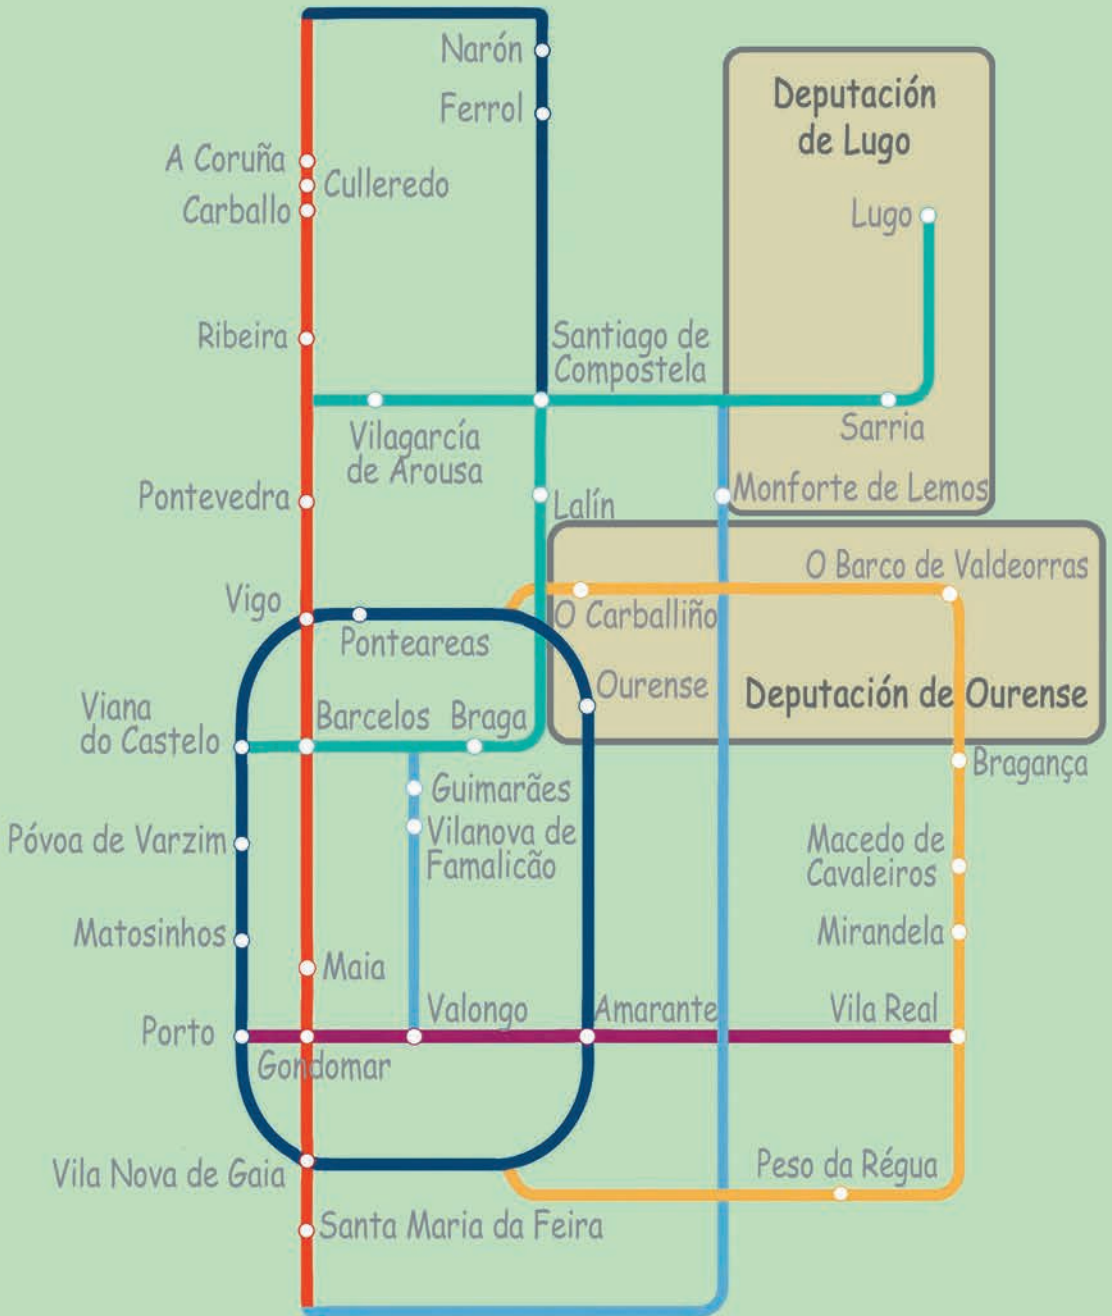 Narón
Ferrol
Deputación
de Lugo
A Coruña
Culleredo
Carballo
Lugo
Ribeira
Santiago de
Compostela
Vilagarcía
de Arousa
Sarria
Pontevedra
Lalín
Monforte de Lemos
O Barco de Valdeorras
Vigo
O Carballiño
Ponteareas
Ourense
Deputación de Ourense
Viana
do Castelo
Barcelos
Braga
Bragança
Guimarães
Vilanova de
Famalicão
Póvoa de Varzim
Macedo de
Cavaleiros
Matosinhos
Mirandela
Maia
Porto
Valongo
Amarante
Vila Real
Gondomar
Vila Nova de Gaia
Peso da Régua
Santa Maria da Feira